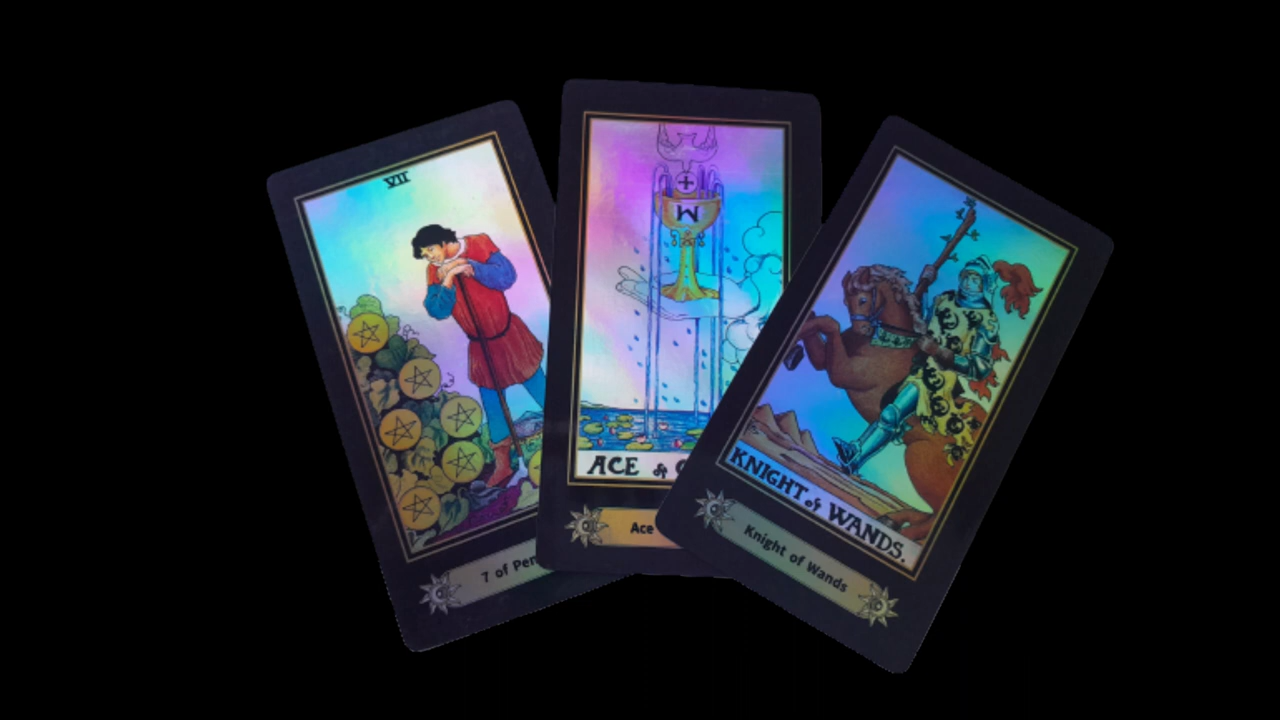 VII
7 of Pen
W
ACE of C
Ace
KNIGHT of WANDS.
Knight of Wands